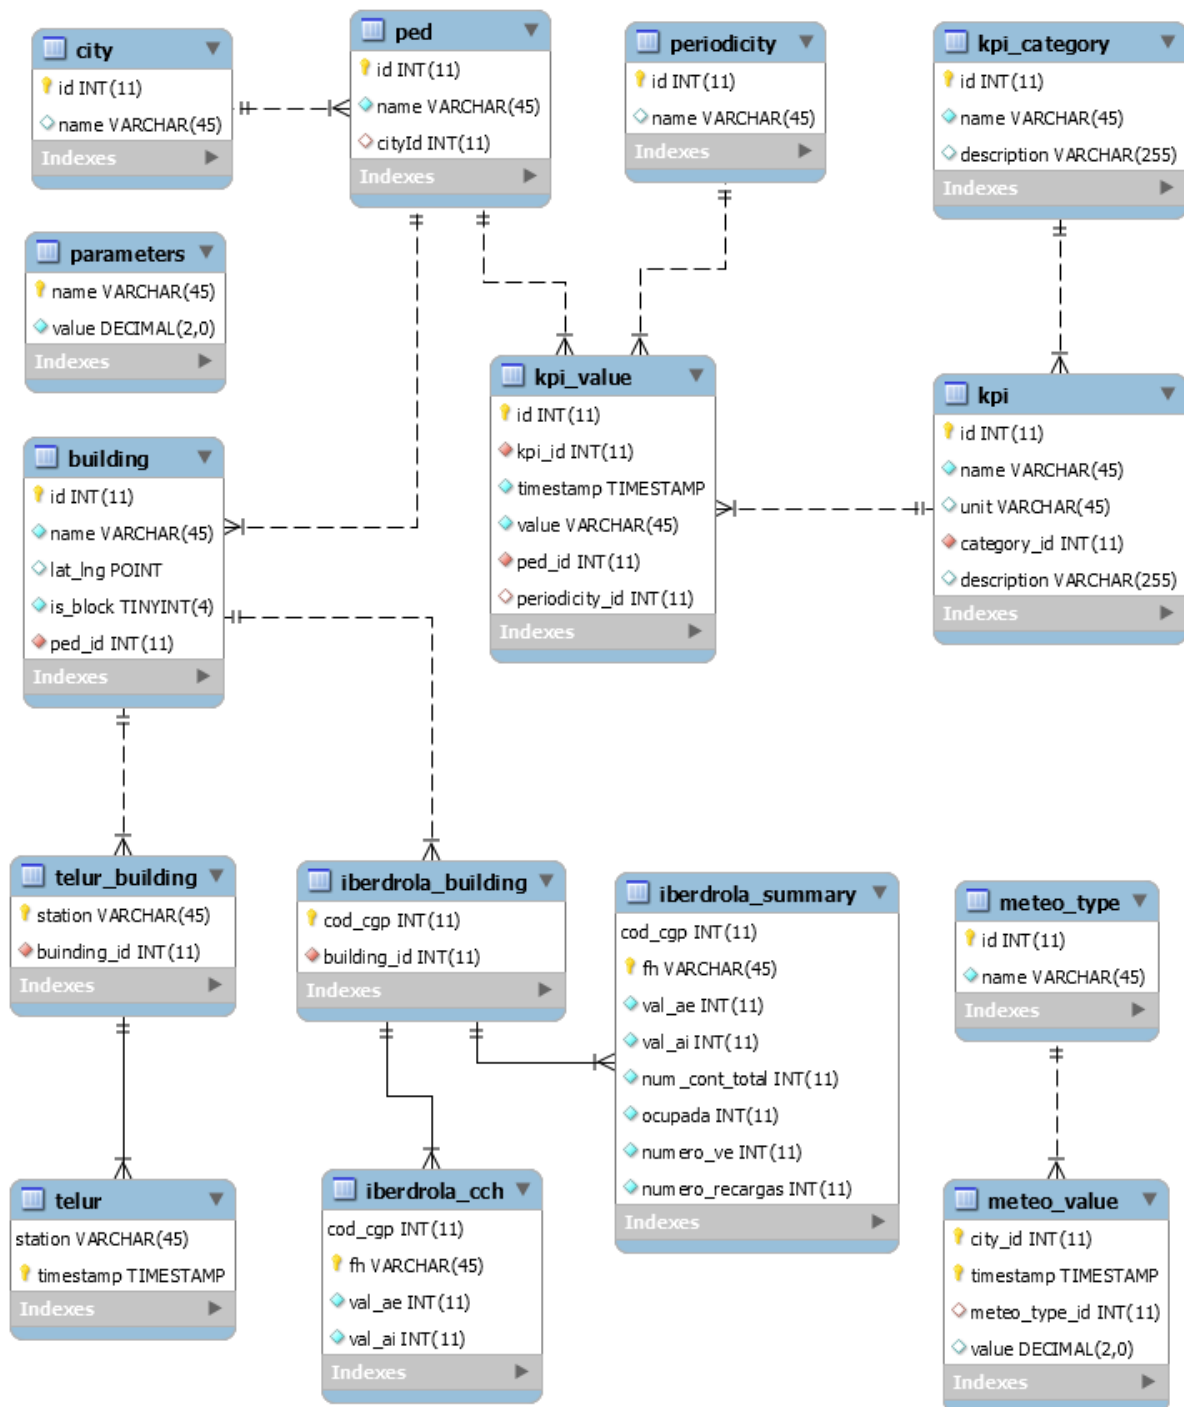 city
id INT(11)
name VARCHAR(45)
Indexes
ped
id INT(11)
name VARCHAR(45)
cityId INT(11)
Indexes
periodicity
id INT(11)
name VARCHAR(45)
Indexes
kpi_category
id INT(11)
name VARCHAR(45)
description VARCHAR(255)
Indexes
parameters
name VARCHAR(45)
value DECIMAL(2,0)
Indexes
kpi_value
id INT(11)
kpi_id INT(11)
timestamp TIMESTAMP
value VARCHAR(45)
ped_id INT(11)
periodicity_id INT(11)
Indexes
kpi
id INT(11)
name VARCHAR(45)
unit VARCHAR(45)
category_id INT(11)
description VARCHAR(255)
Indexes
building
id INT(11)
name VARCHAR(45)
lat_lng POINT
is_block TINYINT(4)
ped_id INT(11)
Indexes
telur_building
station VARCHAR(45)
buinding_id INT(11)
Indexes
iberdrola_building
cod_cgp INT(11)
building_id INT(11)
Indexes
iberdrola_summary
cod_cgp INT(11)
fh VARCHAR(45)
val_ae INT(11)
val_ai INT(11)
num_cont_total INT(11)
ocupada INT(11)
numero_ve INT(11)
numero_recargas INT(11)
Indexes
meteo_type
id INT(11)
name VARCHAR(45)
Indexes
telur
station VARCHAR(45)
timestamp TIMESTAMP
Indexes
iberdrola_cch
cod_cgp INT(11)
fh VARCHAR(45)
val_ae INT(11)
val_ai INT(11)
Indexes
meteo_value
city_id INT(11)
timestamp TIMESTAMP
meteo_type_id INT(11)
value DECIMAL(2,0)
Indexes